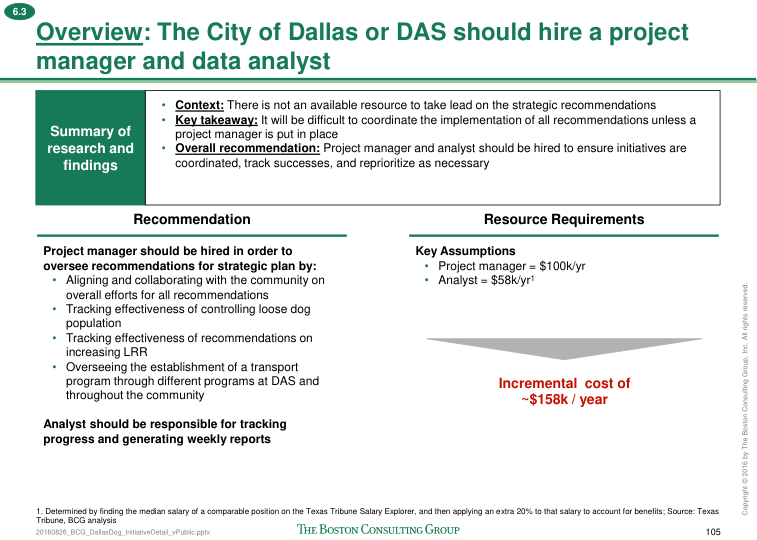 6.3
Overview: The City of Dallas or DAS should hire a project
manager and data analyst
Summary of
research and
findings
• Context: There is not an available resource to take lead on the strategic recommendations
• Key takeaway: It will be difficult to coordinate the implementation of all recommendations unless a
project manager is put in place
• Overall recommendation: Project manager and analyst should be hired to ensure initiatives are
coordinated, track successes, and reprioritize as necessary
Recommendation
Project manager should be hired in order to
oversee recommendations for strategic plan by:
• Aligning and collaborating with the community on
overall efforts for all recommendations
• Tracking effectiveness of controlling loose dog
population
• Tracking effectiveness of recommendations on
increasing LRR
• Overseeing the establishment of a transport
program through different programs at DAS and
throughout the community
Analyst should be responsible for tracking
progress and generating weekly reports
Resource Requirements
Key Assumptions
• Project manager = $100k/yr
• Analyst = $58k/yr¹
Incremental cost of
~$158k / year
Copyright © 2016 by The Boston Consulting Group, Inc. All rights reserved.
1. Determined by finding the median salary of a comparable position on the Texas Tribune Salary Explorer, and then applying an extra 20% to that salary to account for benefits; Source: Texas
Tribune, BCG analysis
20160826_BCG_DallasDog_InitiativeDetail_vPublic.pptx
THE BOSTON CONSULTING GROUP
105